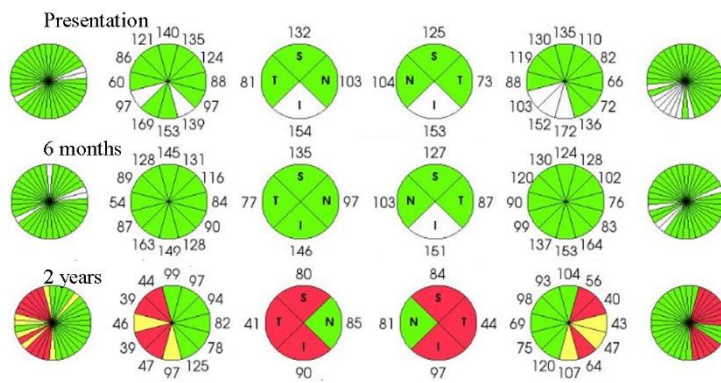 Presentation
121 140 135 132 125 130 135 110
86 124 S S 119 82
60 88 81 T N 103 104 N T 73 88 66
97 97 I I 103 72
169 153 139 154 153 152 172 136
6 months
128 145 131 135 127 130 124 128
89 116 S S 120 102
54 84 77 T N 97 103 N T 87 90 76
87 90 I I 99 83
163 149 128 146 151 137 153 164
2 years
44 99 97 80 84 93 104 56
39 94 S S 98 40
46 82 41 T N 85 81 N T 44 69 43
39 78 I I 75 47
47 97 125 90 97 120 107 64